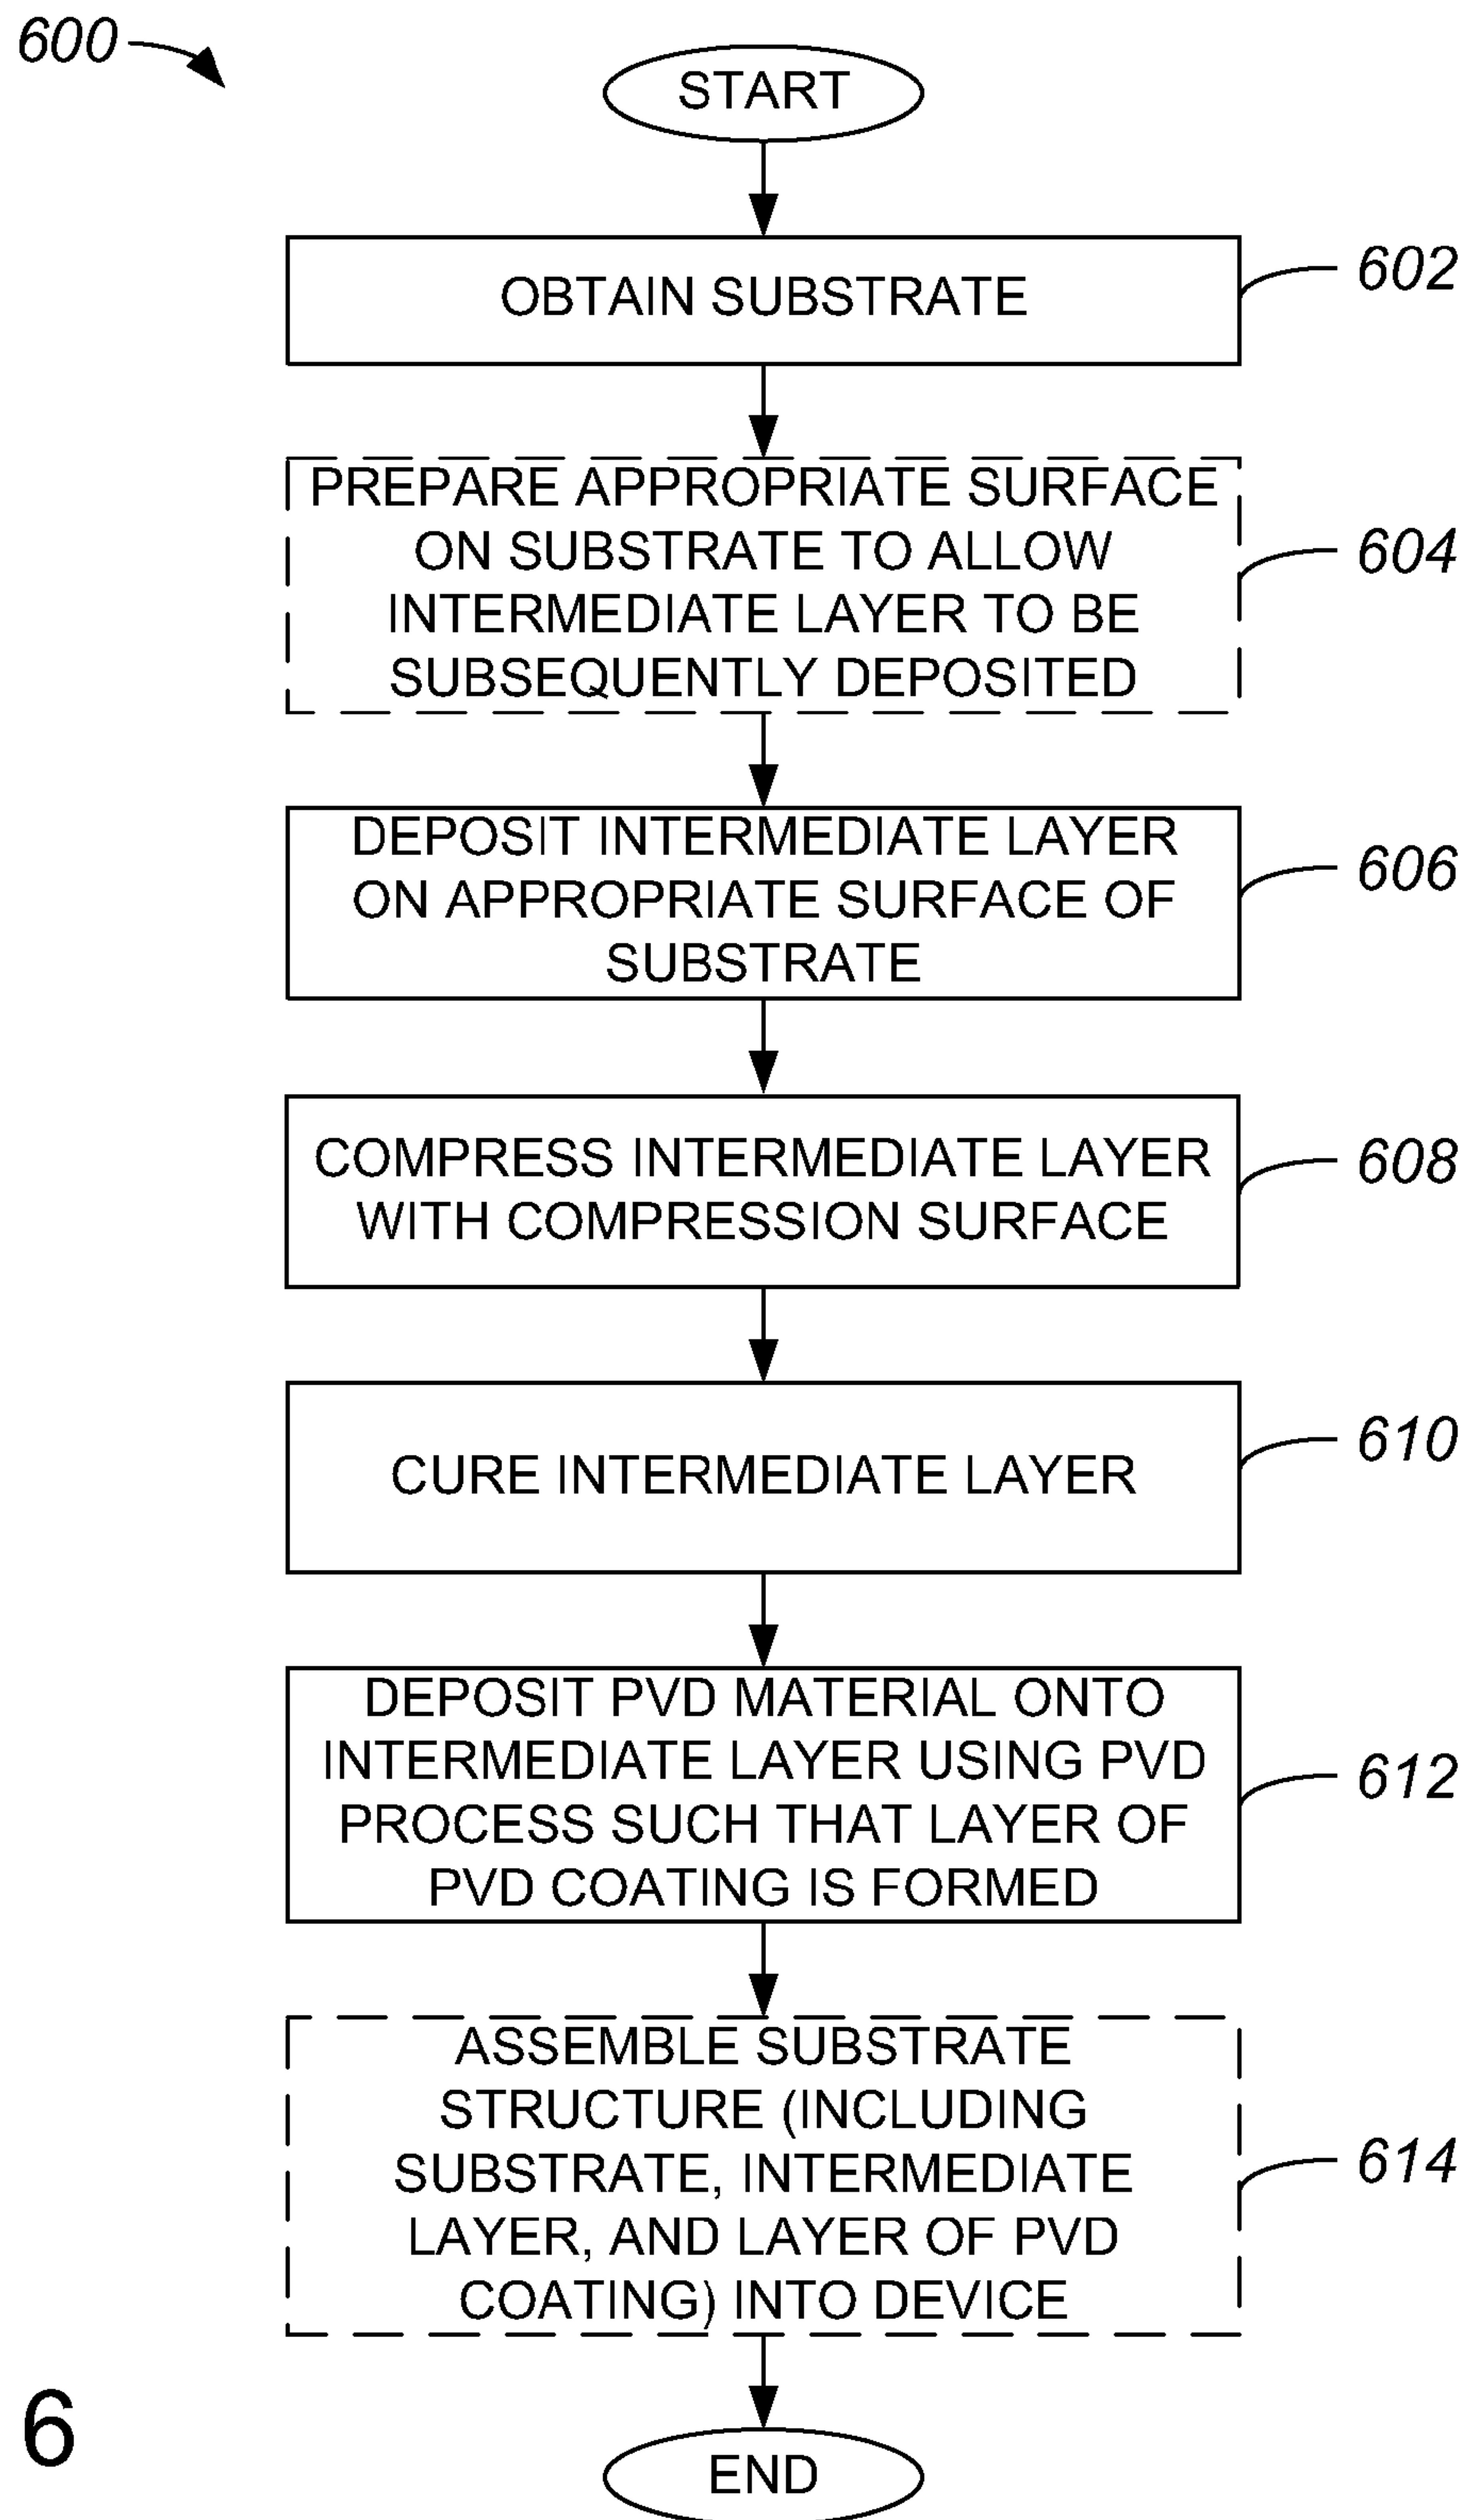 600
START
OBTAIN SUBSTRATE
602
PREPARE APPROPRIATE SURFACE
ON SUBSTRATE TO ALLOW
INTERMEDIATE LAYER TO BE
SUBSEQUENTLY DEPOSITED
604
DEPOSIT INTERMEDIATE LAYER
ON APPROPRIATE SURFACE OF
SUBSTRATE
606
COMPRESS INTERMEDIATE LAYER
WITH COMPRESSION SURFACE
608
CURE INTERMEDIATE LAYER
610
DEPOSIT PVD MATERIAL ONTO
INTERMEDIATE LAYER USING PVD
PROCESS SUCH THAT LAYER OF
PVD COATING IS FORMED
612
ASSEMBLE SUBSTRATE
STRUCTURE (INCLUDING
SUBSTRATE, INTERMEDIATE
LAYER, AND LAYER OF PVD
COATING) INTO DEVICE
614
6
END